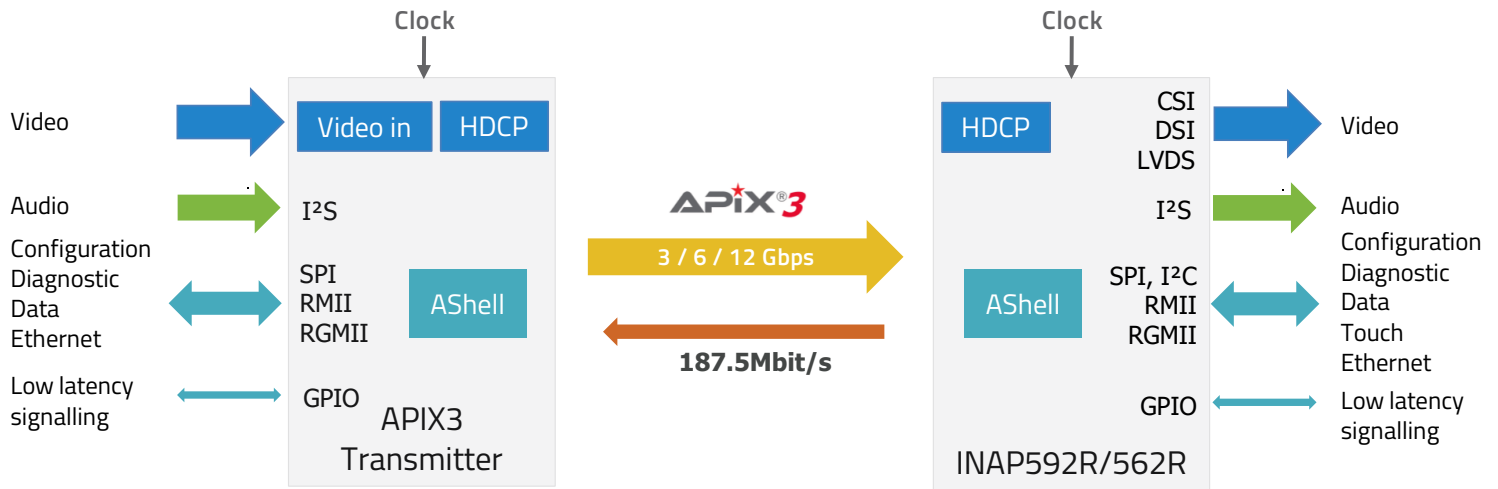 Clock
Clock
Video
Video in
HDCP
HDCP
CSI
DSI
LVDS
Video
Audio
I²S
APIX®3
I²S
Audio
Configuration
Diagnostic
Data
Ethernet
SPI
RMII
RGMII
AShell
3 / 6 / 12 Gbps
187.5Mbit/s
AShell
SPI, I²C
RMII
RGMII
Configuration
Diagnostic
Data
Touch
Ethernet
Low latency
signalling
GPIO
APIX3
Transmitter
GPIO
INAP592R/562R
Low latency
signalling